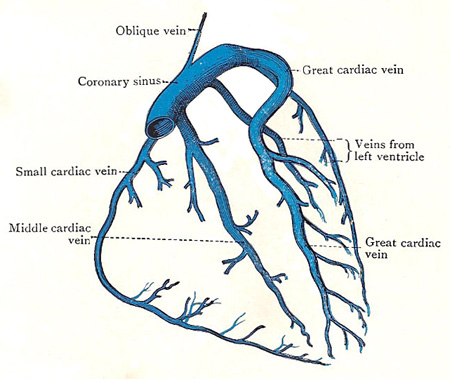 Oblique vein
Great cardiac vein
Coronary sinus
Veins from
left ventricle
Small cardiac vein
Middle cardiac
vein
Great cardiac
vein